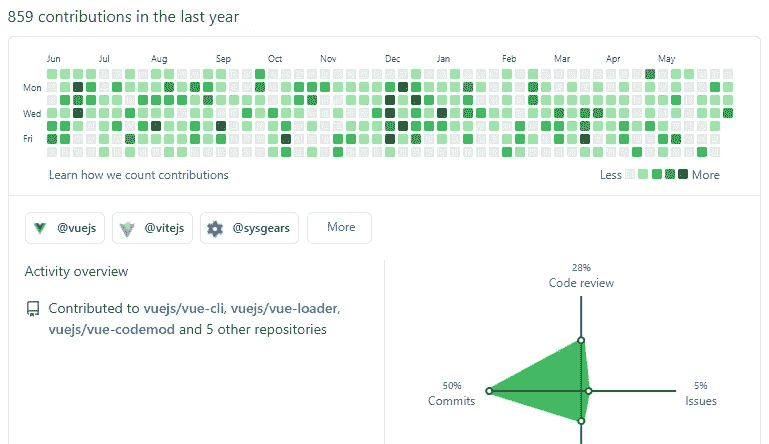 859 contributions in the last year
Jun Jul Aug Sep Oct Nov Dec Jan Feb Mar Apr May
Mon
Wed
Fri
Learn how we count contributions
Less More
@vuejs @vitejs @sysgears More
Activity overview
Contributed to vuejs/vue-cli, vuejs/vue-loader,
vuejs/vue-codemod and 5 other repositories
28%
Code review
50%
Commits
5%
Issues